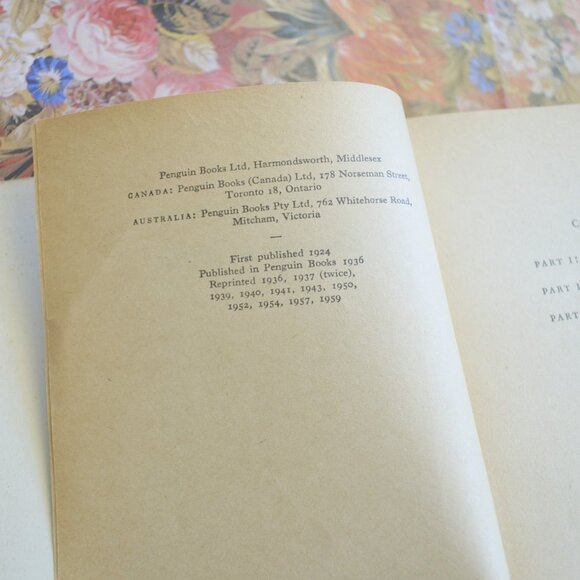 Penguin Books Ltd, Harmondsworth, Middlesex
CANADA: Penguin Books (Canada) Ltd, 178 Norseman Street,
Toronto 18, Ontario
AUSTRALIA: Penguin Books Pty Ltd, 762 Whitehorse Road,
Mitcham, Victoria
—
First published 1924
Published in Penguin Books 1936
Reprinted 1936, 1937 (twice),
1939, 1940, 1941, 1943, 1950,
1952, 1954, 1957, 1959
C
PART I:
PART I
PART